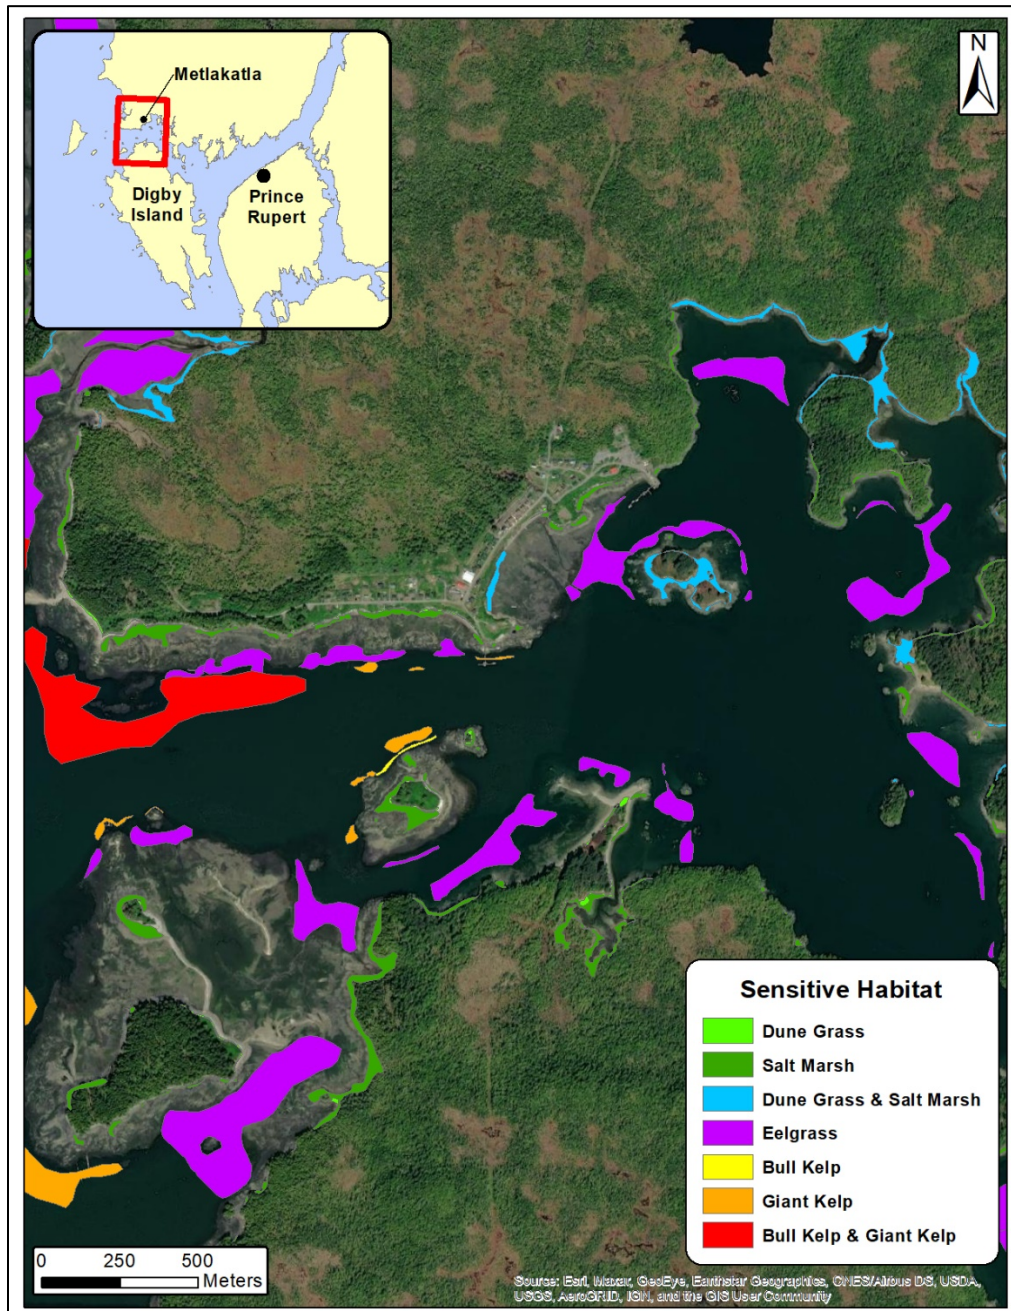 N
Metlakatla
Digby
Island
Prince
Rupert
Sensitive Habitat
Dune Grass
Salt Marsh
Dune Grass & Salt Marsh
Eelgrass
Bull Kelp
Giant Kelp
Bull Kelp & Giant Kelp
0 250 500
Meters
Source: Esri, Maxar, GeoEye, Earthstar Geographics, CNES/Airbus DS, USDA,
USGS, AeroGRID, IGN, and the GIS User Community